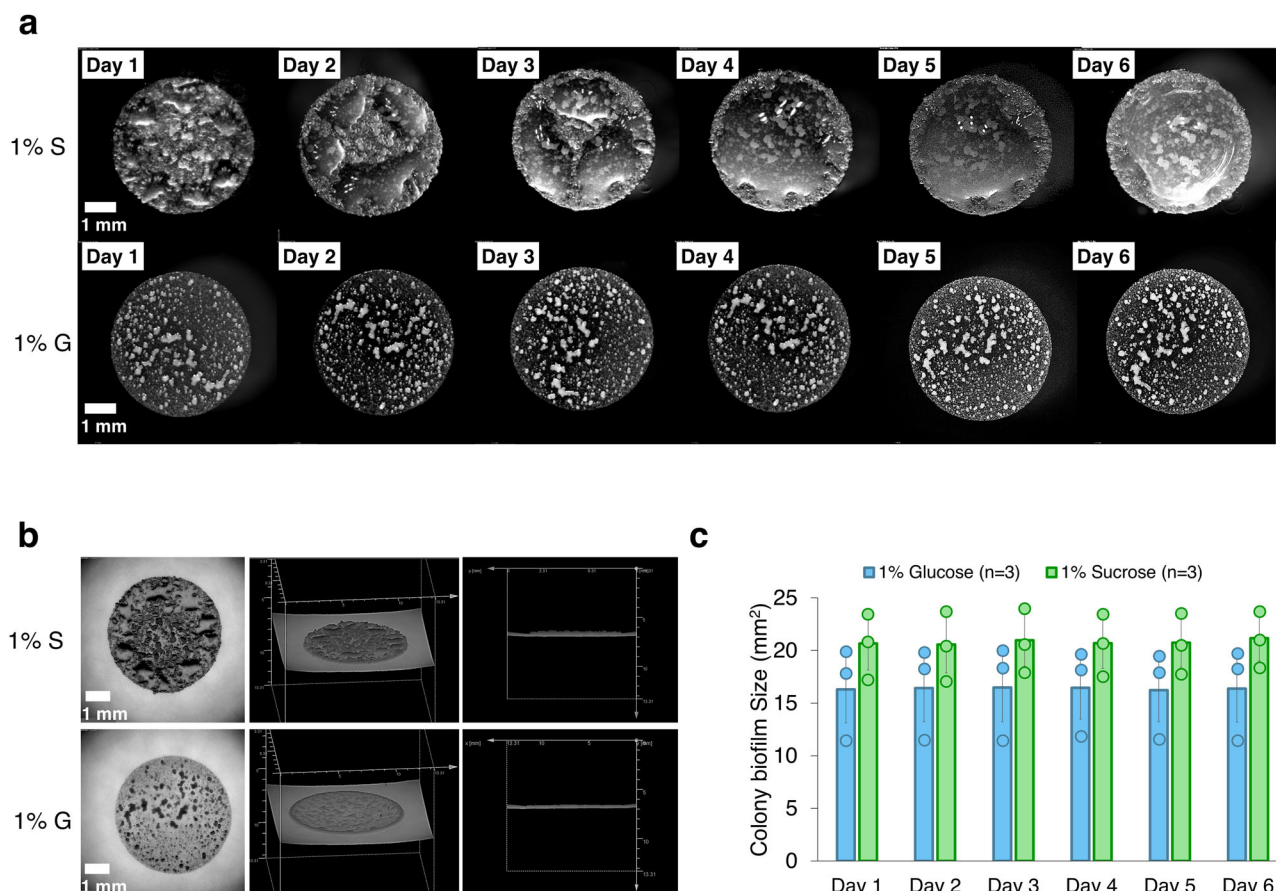 a
Day 1 Day 2 Day 3 Day 4 Day 5 Day 6
1% S
1 mm
Day 1 Day 2 Day 3 Day 4 Day 5 Day 6
1% G
1 mm
b
1% S
1 mm
1% G
1 mm
c
1% Glucose (n=3) 1% Sucrose (n=3)
Colony biofilm Size (mm²)
30
25
20
15
10
5
0
Day 1 Day 2 Day 3 Day 4 Day 5 Day 6